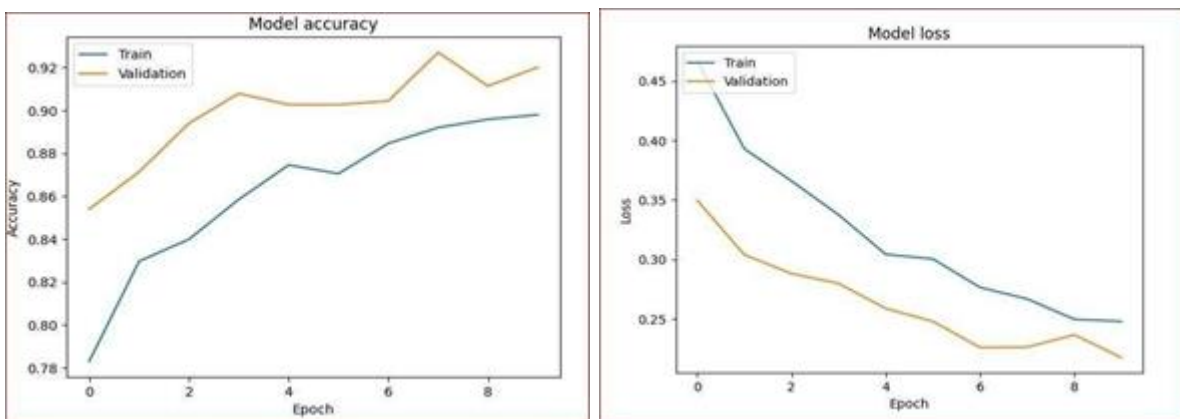 Model accuracy
Train
Validation
0.92
0.90
0.88
0.86
0.84
0.82
0.80
0.78
Accuracy
0 2 4 6 8
Epoch
Model loss
Train
Validation
0.45
0.40
0.35
0.30
0.25
Loss
0 2 4 6 8
Epoch